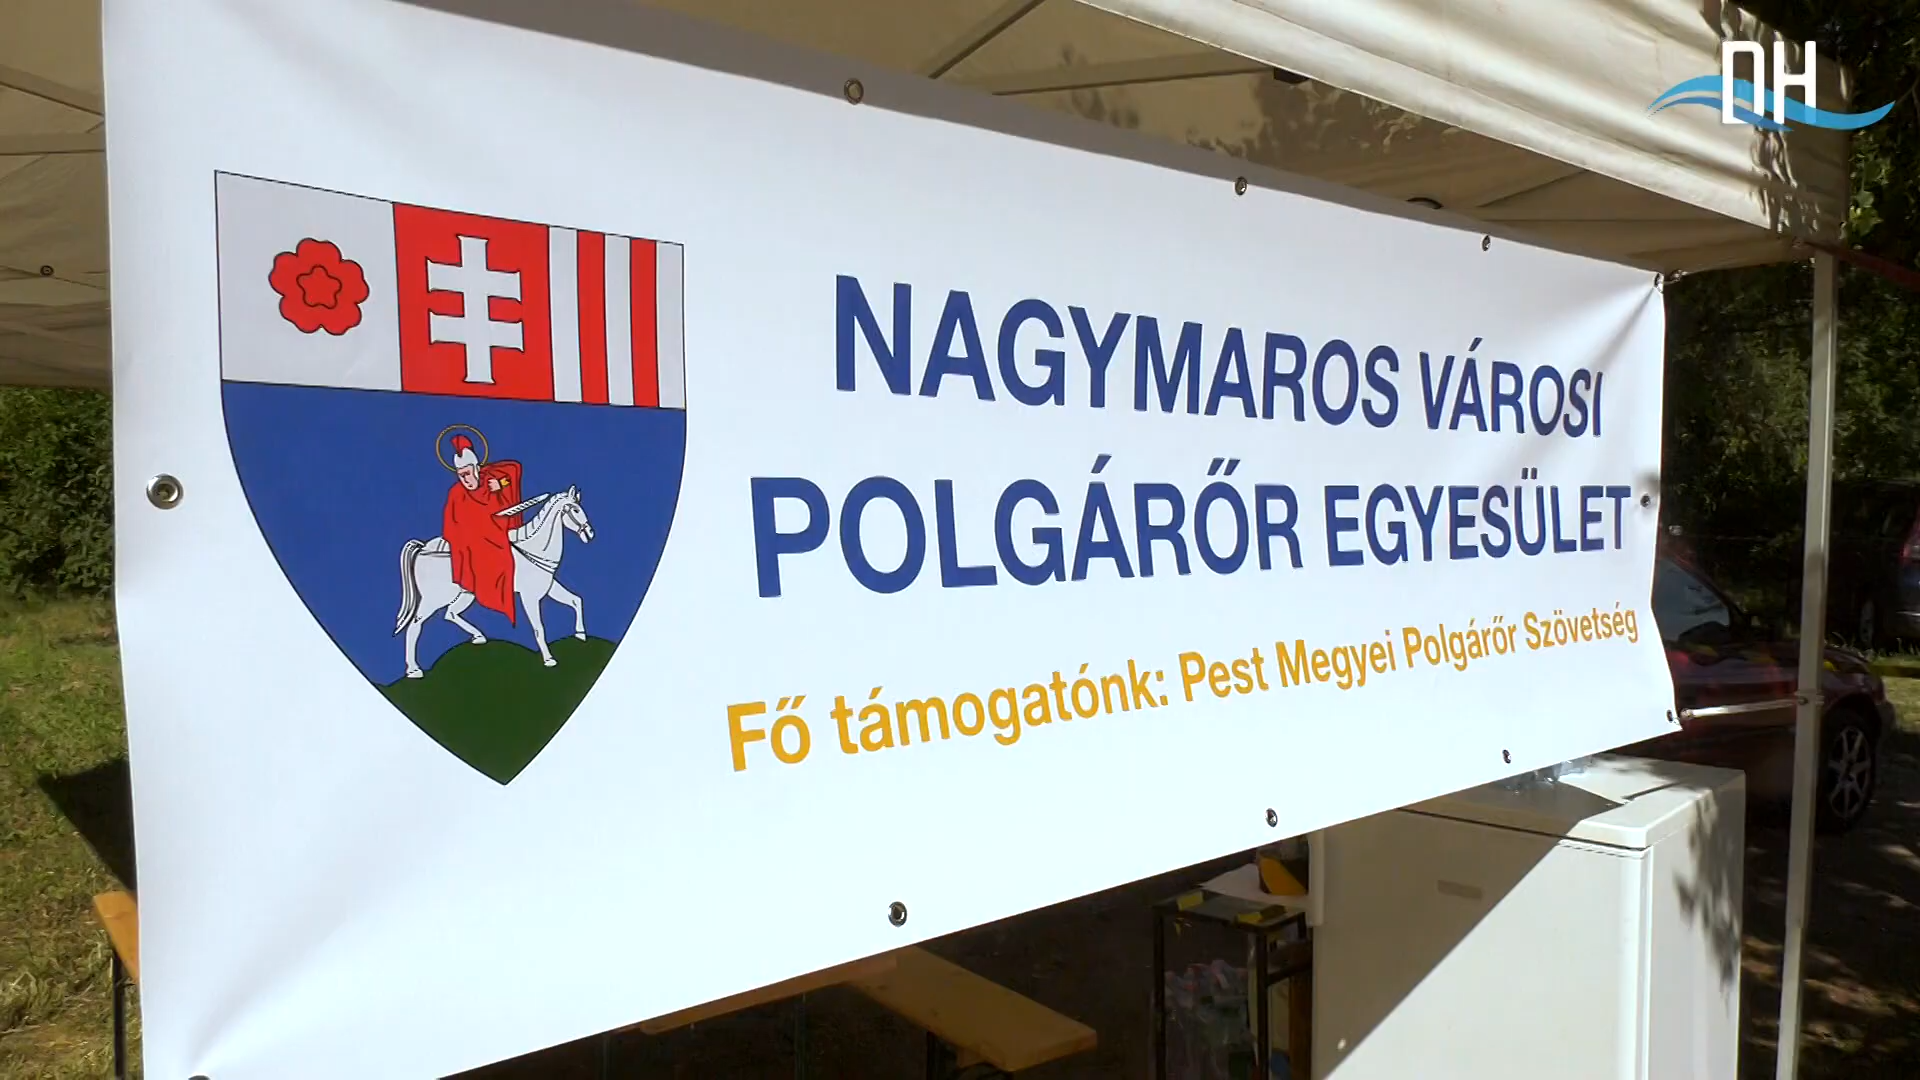 DH
NAGYMAROS VÁROSI
POLGÁRŐR EGYESÜLET
Fő támogatónk: Pest Megyei Polgárőr Szövetség